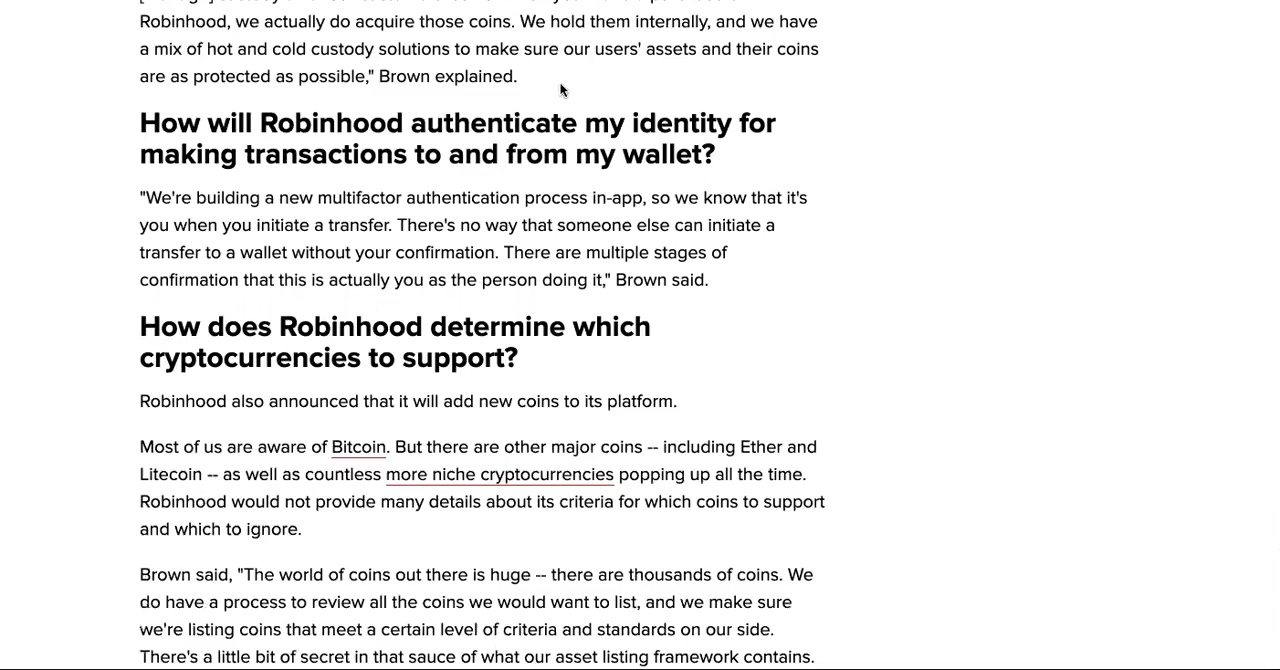 Robinhood, we actually do acquire those coins. We hold them internally, and we have
a mix of hot and cold custody solutions to make sure our users' assets and their coins
are as protected as possible," Brown explained.
How will Robinhood authenticate my identity for
making transactions to and from my wallet?
"We're building a new multifactor authentication process in-app, so we know that it's
you when you initiate a transfer. There's no way that someone else can initiate a
transfer to a wallet without your confirmation. There are multiple stages of
confirmation that this is actually you as the person doing it," Brown said.
How does Robinhood determine which
cryptocurrencies to support?
Robinhood also announced that it will add new coins to its platform.
Most of us are aware of Bitcoin. But there are other major coins -- including Ether and
Litecoin -- as well as countless more niche cryptocurrencies popping up all the time.
Robinhood would not provide many details about its criteria for which coins to support
and which to ignore.
Brown said, "The world of coins out there is huge -- there are thousands of coins. We
do have a process to review all the coins we would want to list, and we make sure
we're listing coins that meet a certain level of criteria and standards on our side.
There's a little bit of secret in that sauce of what our asset listing framework contains.